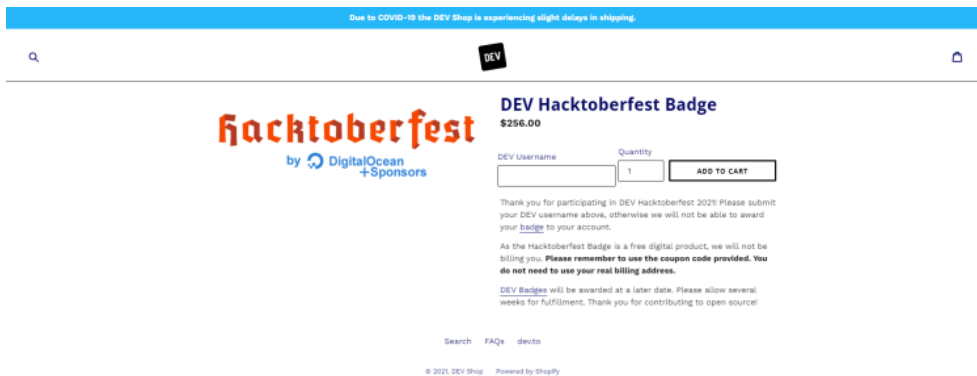 Due to COVID-19 the DEV Shop is experiencing slight delays in shipping.
DEV
hacktoberfest
by DigitalOcean
+Sponsors
DEV Hacktoberfest Badge
$256.00
DEV Username
Quantity
1
ADD TO CART
Thank you for participating in DEV Hacktoberfest 2021! Please submit
your DEV username above, otherwise we will not be able to award
your badge to your account.
As the Hacktoberfest Badge is a free digital product, we will not be
billing you. Please remember to use the coupon code provided. You
do not need to use your real billing address.
DEV Badges will be awarded at a later date. Please allow several
weeks for fulfillment. Thank you for contributing to open source!
Search FAQs dev.to
© 2021, DEV Shop Powered by Shopify